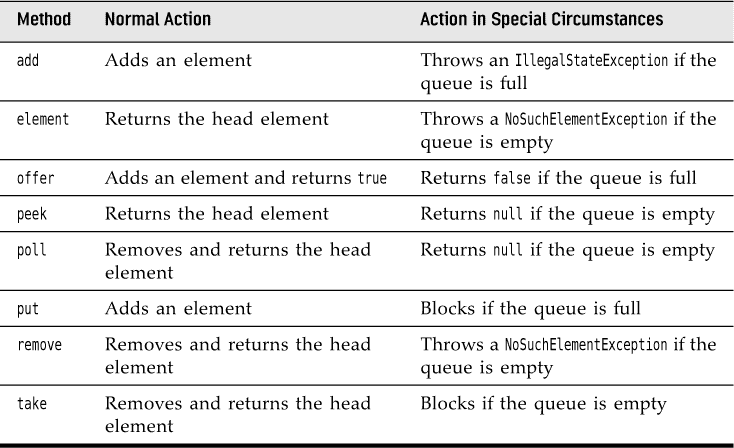 Method Normal Action Action in Special Circumstances
add Adds an element Throws an IllegalStateException if the
queue is full
element Returns the head element Throws a NoSuchElementException if the
queue is empty
offer Adds an element and returns true Returns false if the queue is full
peek Returns the head element Returns null if the queue is empty
poll Removes and returns the head Returns null if the queue is empty
element
put Adds an element Blocks if the queue is full
remove Removes and returns the head Throws a NoSuchElementException if the
element queue is empty
take Removes and returns the head Blocks if the queue is empty
element